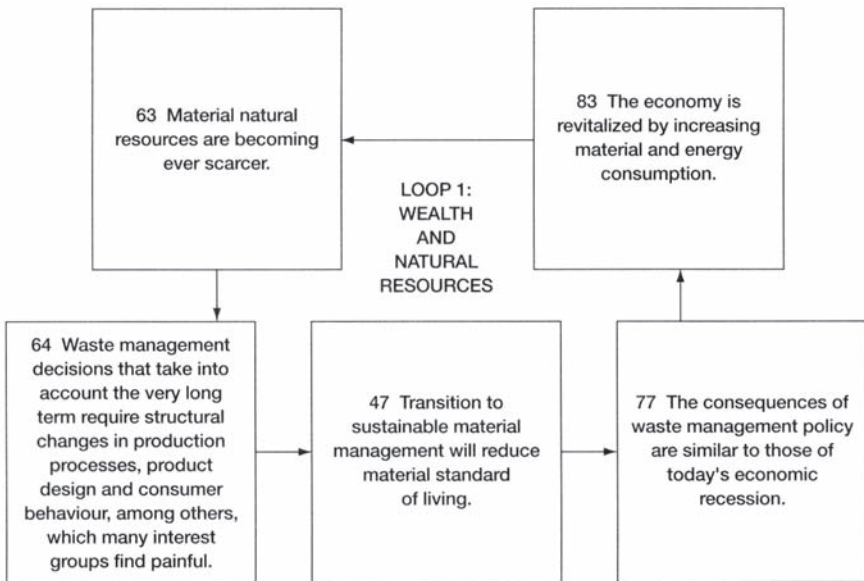 63 Material natural
resources are becoming
ever scarcer.
83 The economy is
revitalized by increasing
material and energy
consumption.
LOOP 1:
WEALTH
AND
NATURAL
RESOURCES
64 Waste management
decisions that take into
account the very long
term require structural
changes in production
processes, product
design and consumer
behaviour, among others,
which many interest
groups find painful.
47 Transition to
sustainable material
management will reduce
material standard
of living.
77 The consequences of
waste management policy
are similar to those of
today's economic
recession.